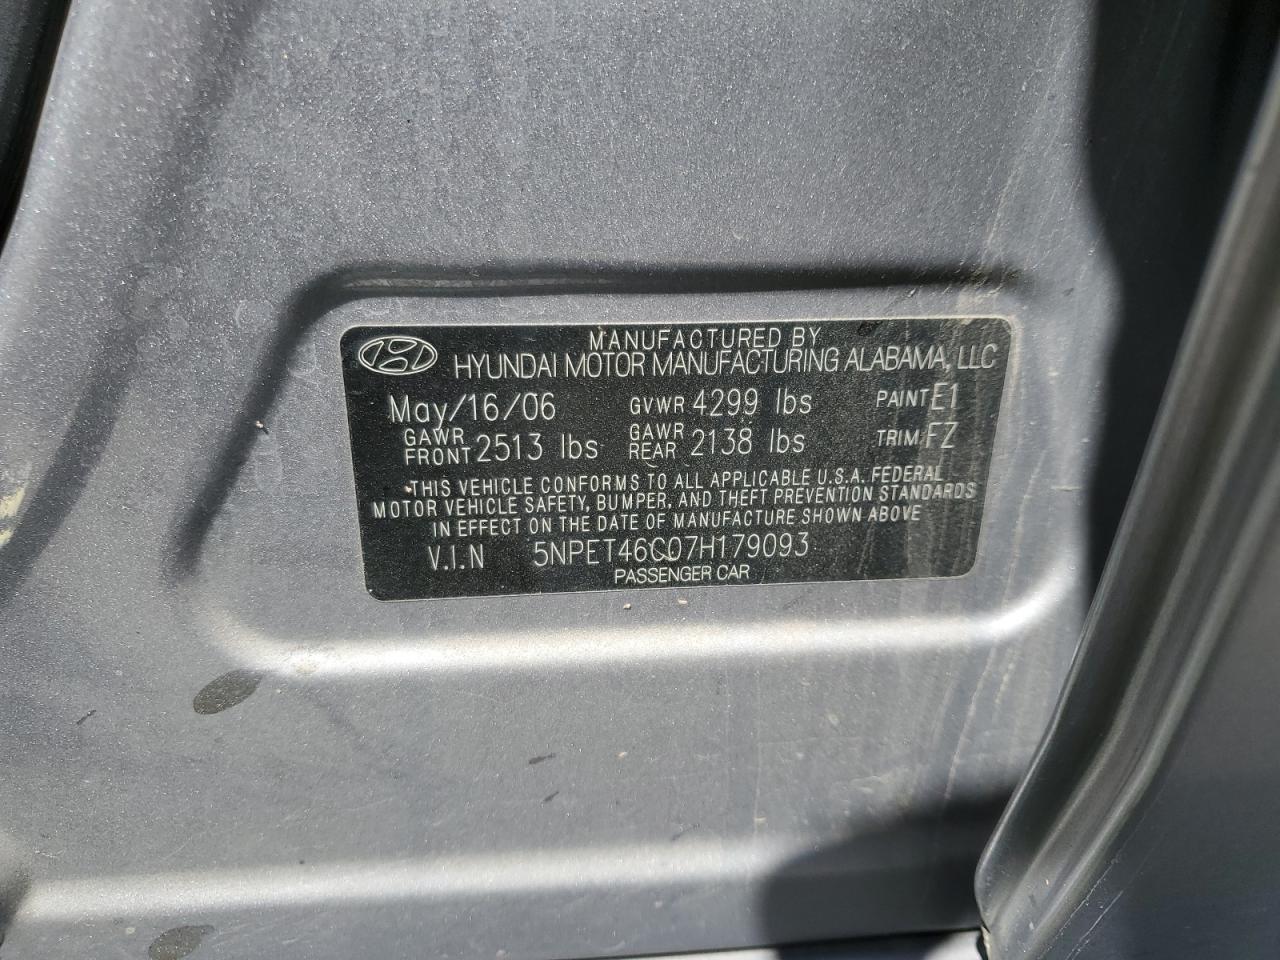 MANUFACTURED BY
HYUNDAI MOTOR MANUFACTURING ALABAMA, LLC
May/16/06 GVWR 4299 lbs PAINT E1
GAWR FRONT 2513 lbs GAWR REAR 2138 lbs TRIM FZ
THIS VEHICLE CONFORMS TO ALL APPLICABLE U.S.A. FEDERAL
MOTOR VEHICLE SAFETY, BUMPER, AND THEFT PREVENTION STANDARDS
IN EFFECT ON THE DATE OF MANUFACTURE SHOWN ABOVE
V.I.N 5NPET46C07H179093
PASSENGER CAR